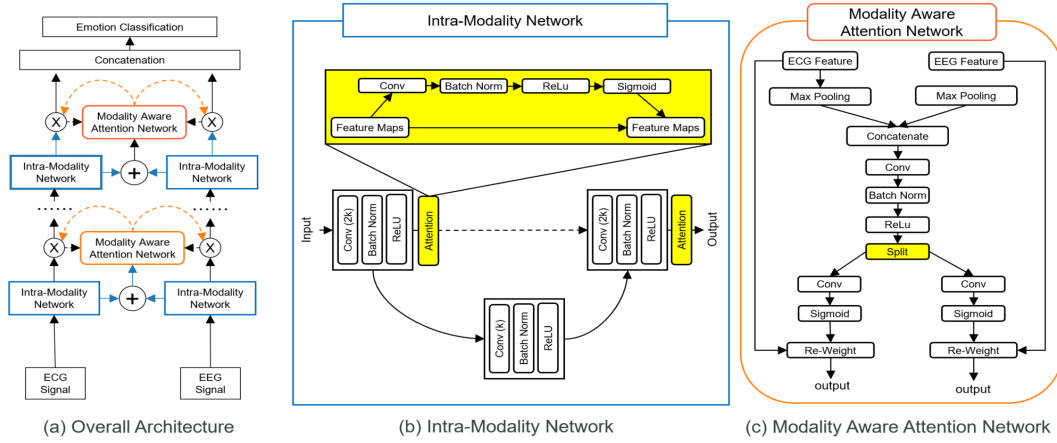 Emotion Classification
Concatenation
Modality Aware
Attention Network
X
X
Intra-Modality
Network
+
Intra-Modality
Network
......
......
Modality Aware
Attention Network
X
X
Intra-Modality
Network
+
Intra-Modality
Network
ECG
Signal
EEG
Signal
(a) Overall Architecture
Intra-Modality Network
Conv
Batch Norm
ReLu
Sigmoid
Feature Maps
Feature Maps
Input
Conv (2k)
Batch Norm
ReLU
Attention
Conv (2k)
Batch Norm
ReLU
Attention
Output
Conv (k)
Batch Norm
ReLU
(b) Intra-Modality Network
Modality Aware
Attention Network
ECG Feature
EEG Feature
Max Pooling
Max Pooling
Concatenate
Conv
Batch Norm
ReLu
Split
Conv
Conv
Sigmoid
Sigmoid
Re-Weight
Re-Weight
output
output
(c) Modality Aware Attention Network